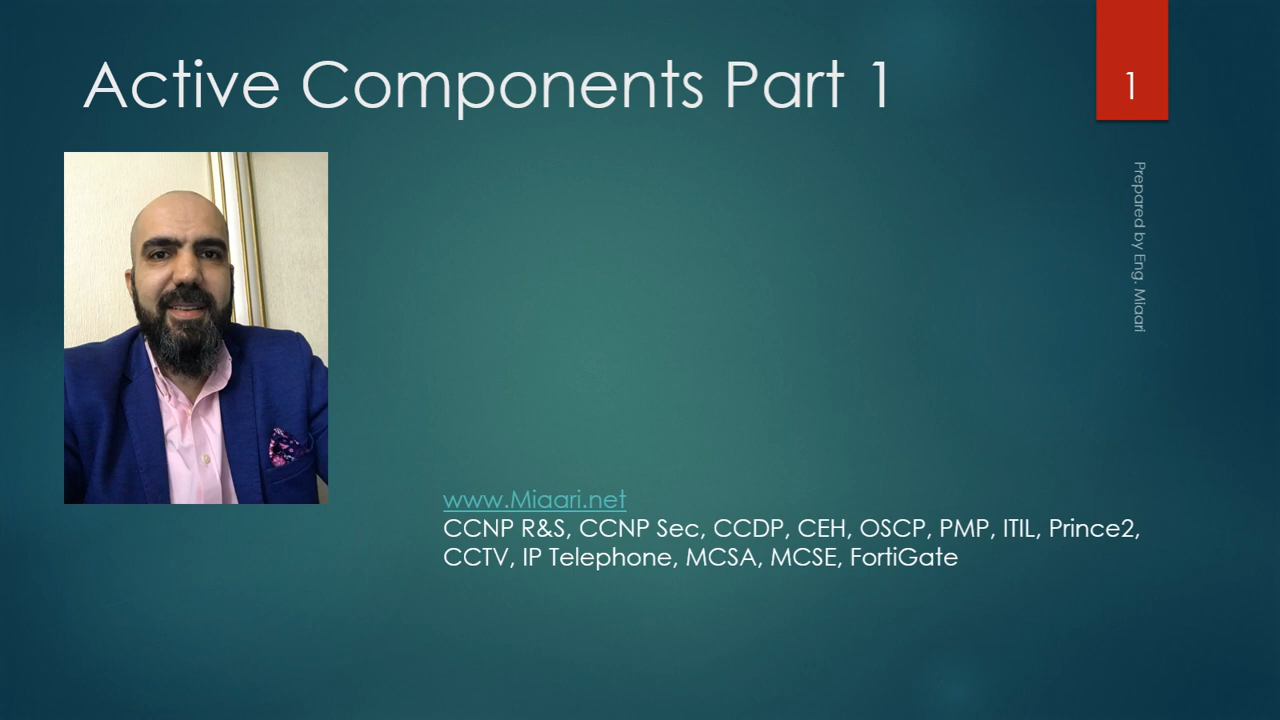 Active Components Part 1
1
Prepared by Eng. Miaari
www.Miaari.net
CCNP R&S, CCNP Sec, CCDP, CEH, OSCP, PMP, ITIL, Prince2,
CCTV, IP Telephone, MCSA, MCSE, FortiGate